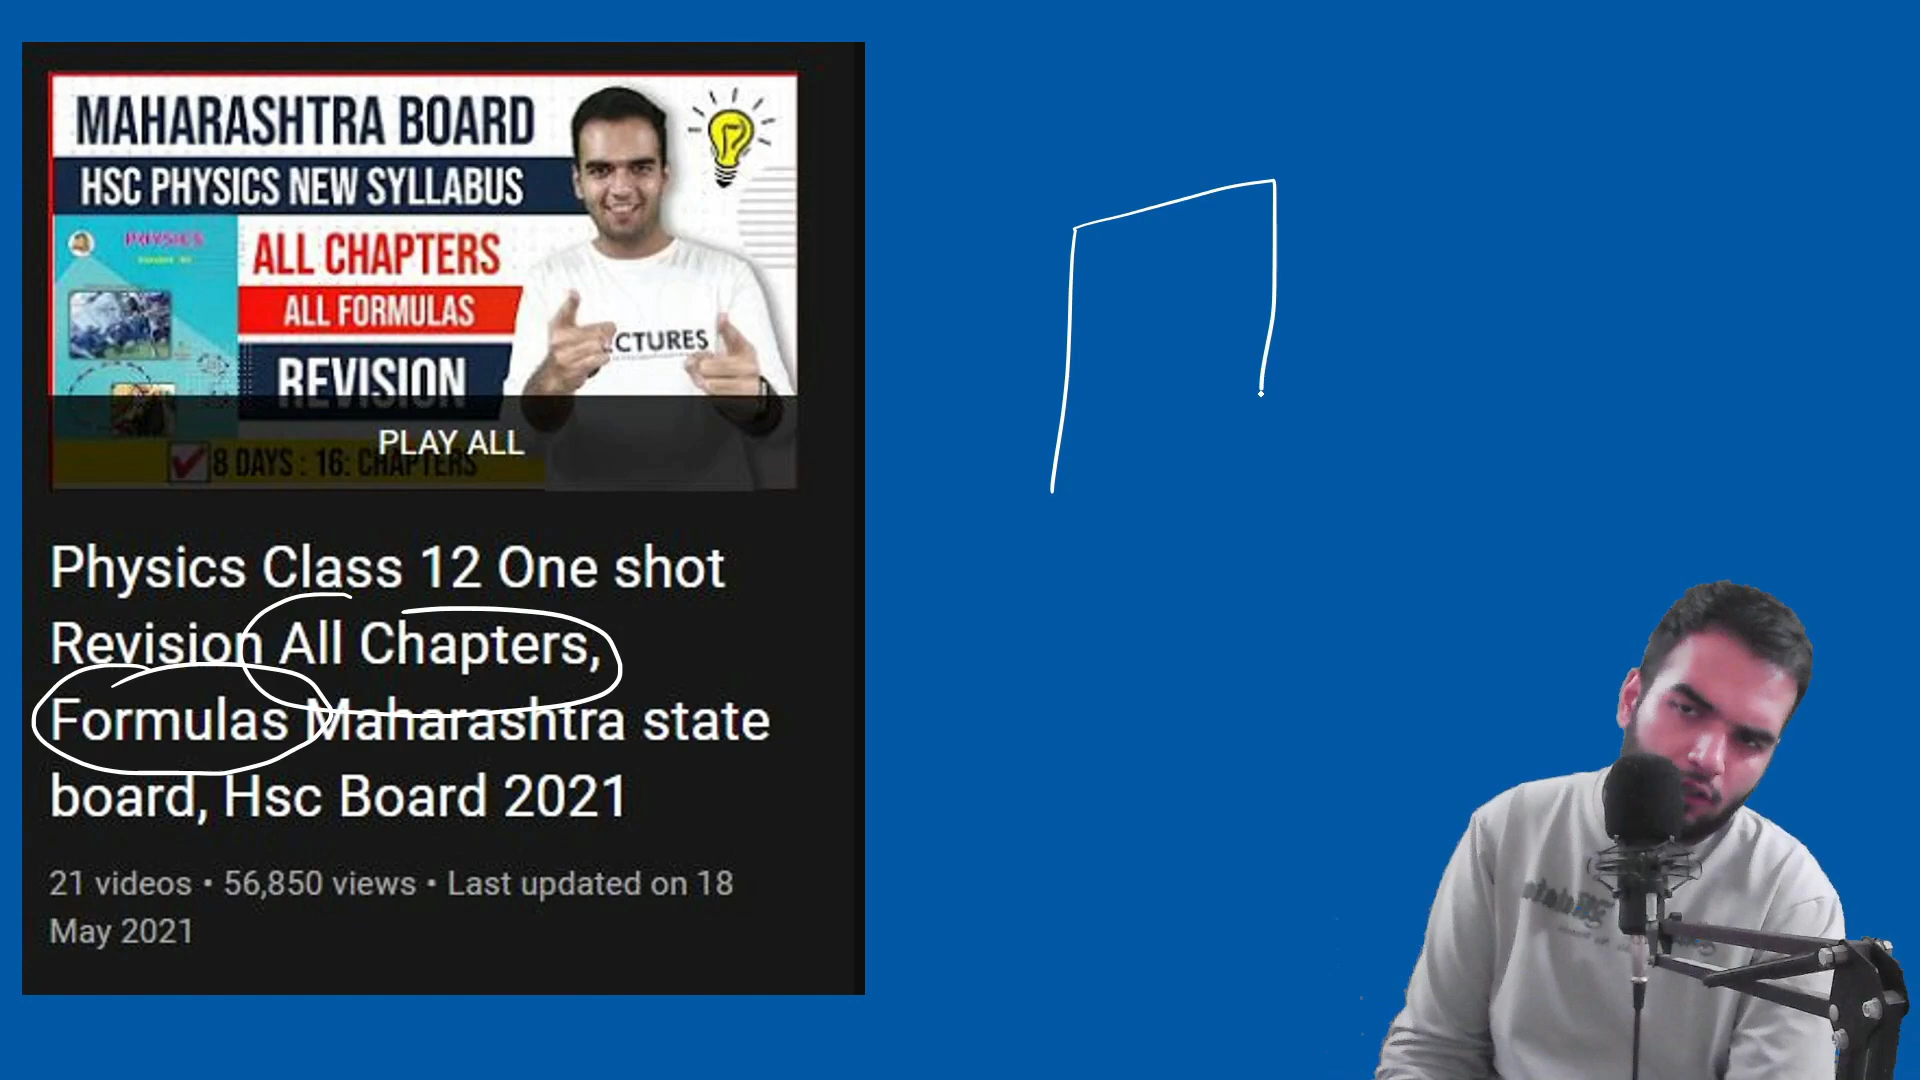 MAHARASHTRA BOARD
HSC PHYSICS NEW SYLLABUS
PHYSICS
ALL CHAPTERS
ALL FORMULAS
CTURES
REVISION
PLAY ALL
8 DAYS : 16: CHAPTERS
Physics Class 12 One shot
Revision All Chapters,
Formulas Maharashtra state
board, Hsc Board 2021
21 videos • 56,850 views • Last updated on 18
May 2021